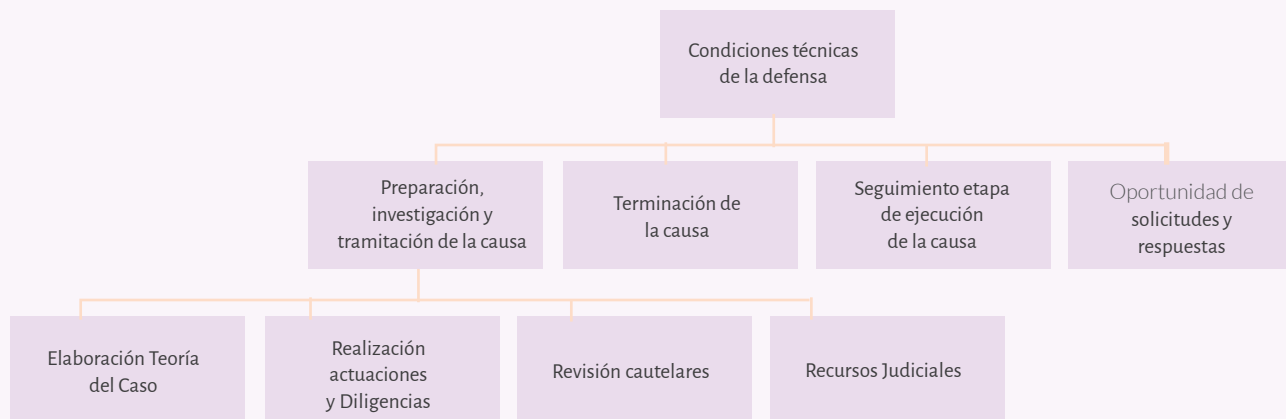 Condiciones técnicas
de la defensa
Preparación,
investigación y
tramitación de la causa
Terminación de
la causa
Seguimiento etapa
de ejecución
de la causa
Oportunidad de
solicitudes y
respuestas
Elaboración Teoría
del Caso
Realización
actuaciones
y Diligencias
Revisión cautelares
Recursos Judiciales